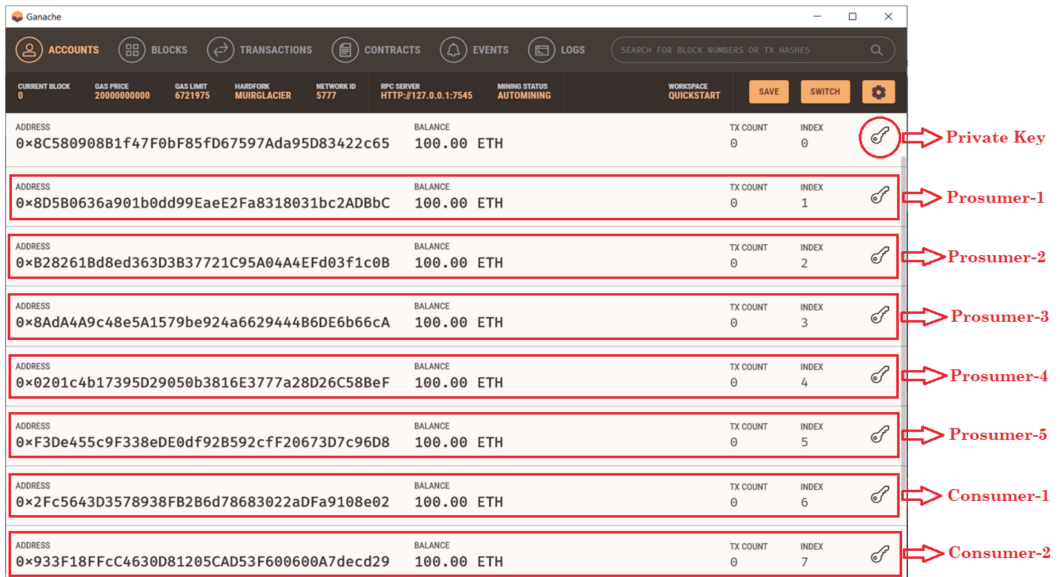 Ganache
ACCOUNTS BLOCKS TRANSACTIONS CONTRACTS EVENTS LOGS SEARCH FOR BLOCK NUMBERS OR TX HASHES
CURRENT BLOCK GAS PRICE GAS LIMIT HARDFORK NETWORK ID RPC SERVER MINING STATUS WORKSPACE
0 20000000000 6721975 MUIRGLACIER 5777 HTTP://127.0.0.1:7545 AUTOMINING QUICKSTART SAVE SWITCH
ADDRESS BALANCE TX COUNT INDEX
0×8C580908B1f47F0bF85fD67597Ada95D83422c65 100.00 ETH 0 0 Private Key
ADDRESS BALANCE TX COUNT INDEX
0×8D5B0636a901b0dd99EaeE2Fa8318031bc2ADBbC 100.00 ETH 0 1 Prosumer-1
ADDRESS BALANCE TX COUNT INDEX
0×B28261Bd8ed363D3B37721C95A04A4EFd03f1c0B 100.00 ETH 0 2 Prosumer-2
ADDRESS BALANCE TX COUNT INDEX
0×8AdA4A9c48e5A1579be924a6629444B6DE6b66cA 100.00 ETH 0 3 Prosumer-3
ADDRESS BALANCE TX COUNT INDEX
0×0201c4b17395D29050b3816E3777a28D26C58BeF 100.00 ETH 0 4 Prosumer-4
ADDRESS BALANCE TX COUNT INDEX
0×F3De455c9F338eDE0df92B592cfF20673D7c96D8 100.00 ETH 0 5 Prosumer-5
ADDRESS BALANCE TX COUNT INDEX
0×2Fc5643D3578938FB2B6d78683022aDFa9108e02 100.00 ETH 0 6 Consumer-1
ADDRESS BALANCE TX COUNT INDEX
0×933F18FFcC4630D81205CAD53F600600A7decd29 100.00 ETH 0 7 Consumer-2